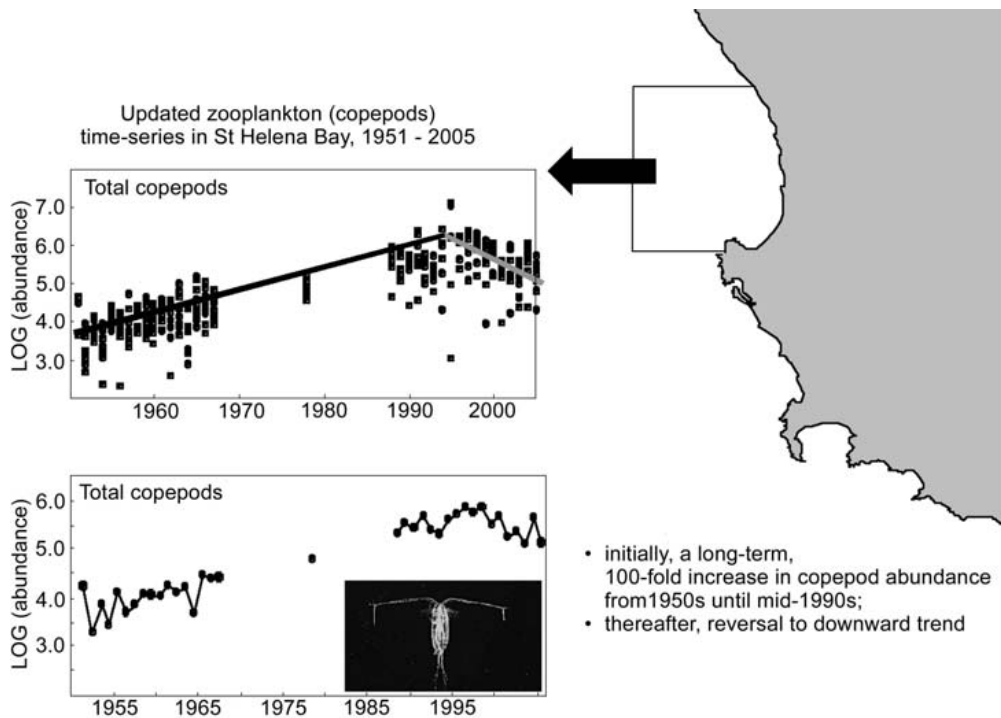 Updated zooplankton (copepods)
time-series in St Helena Bay, 1951 - 2005
Total copepods
LOG (abundance)
7.0
6.0
5.0
4.0
3.0
1960 1970 1980 1990 2000
Total copepods
LOG (abundance)
6.0
5.0
4.0
3.0
1955 1965 1975 1985 1995
• initially, a long-term,
100-fold increase in copepod abundance
from1950s until mid-1990s;
• thereafter, reversal to downward trend